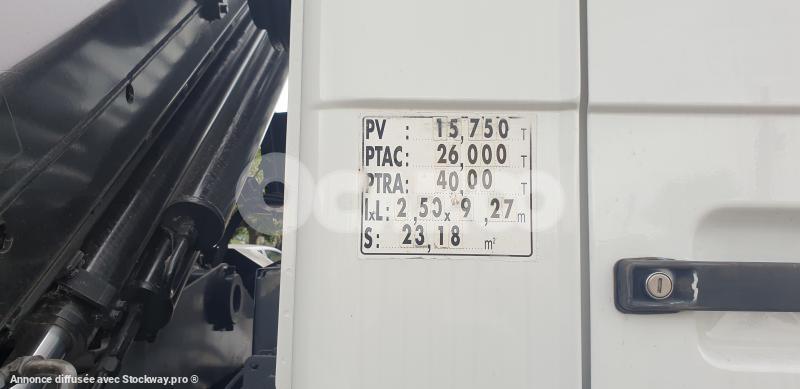 PV : 15,750 T
PTAC: 26,000 T
PTRA: 40,00 T
IxL: 2,50 x 9,27 m
S: 23,18 m²
Annonce diffusée avec Stockway.pro ®